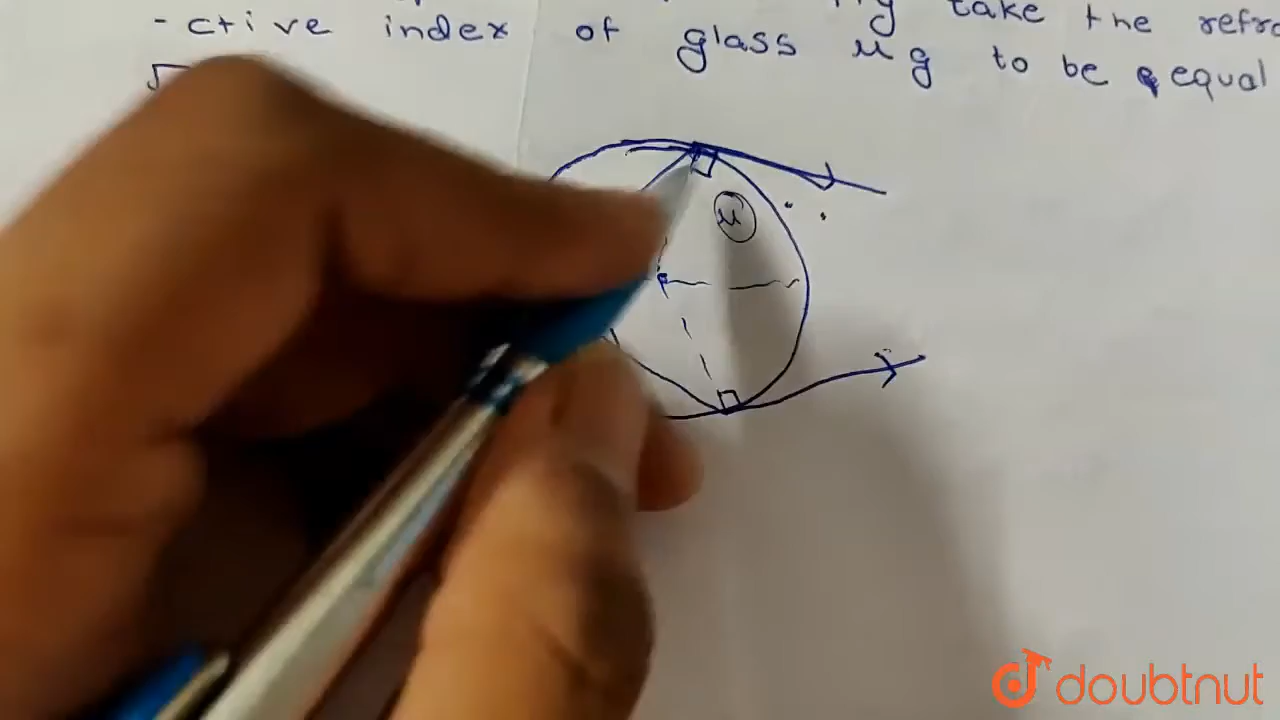 take the refra
-ctive index of glass μg to be equal
√
μ
doubtnut